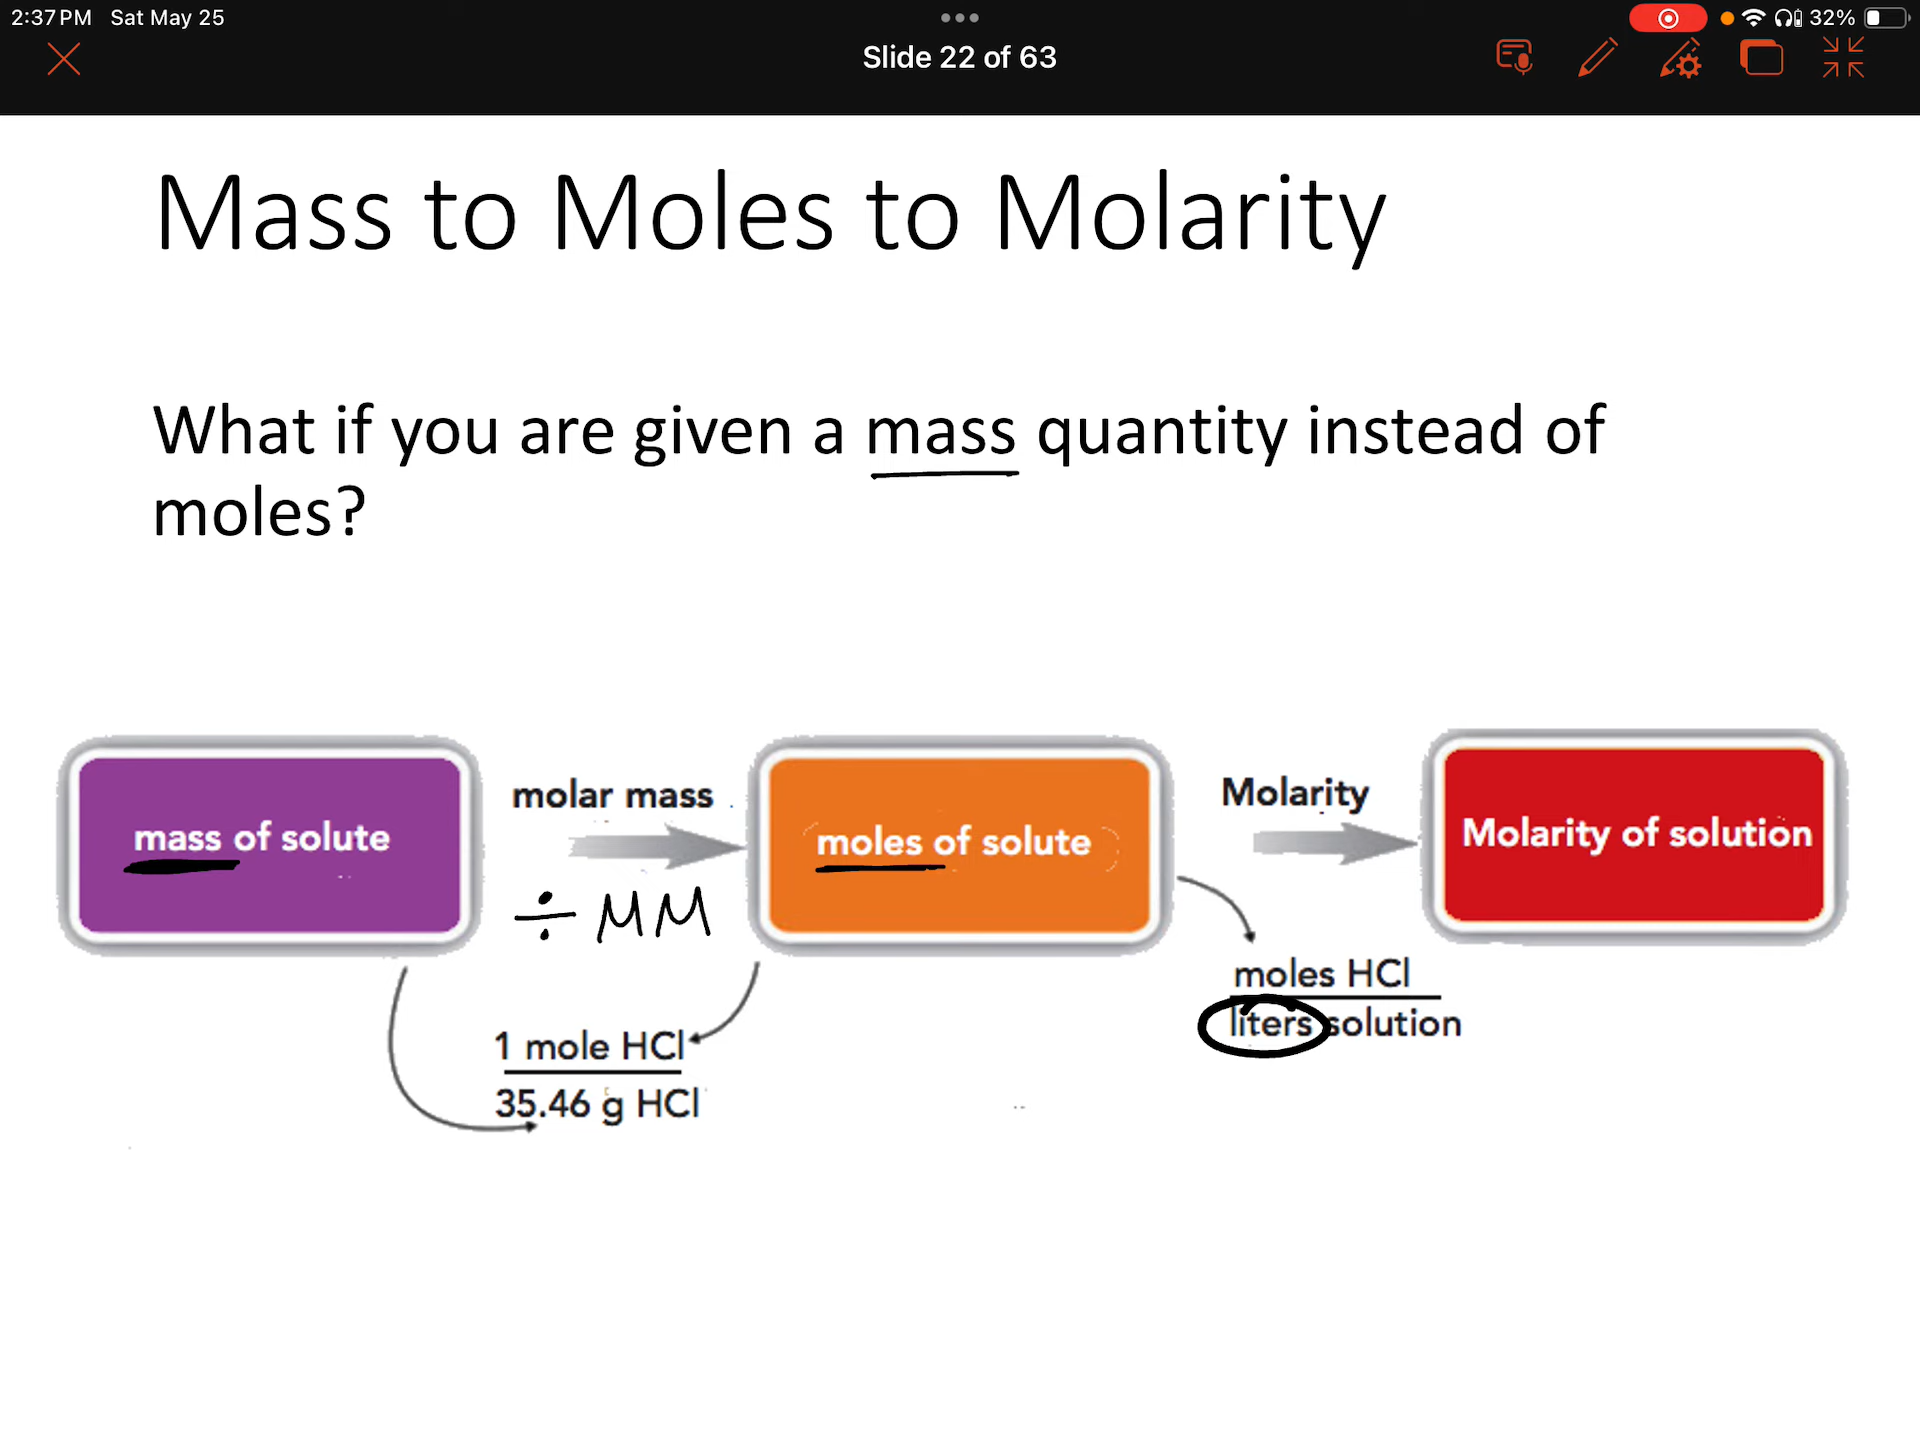 2:37 PM Sat May 25
32%
Slide 22 of 63
Mass to Moles to Molarity
What if you are given a mass quantity instead of
moles?
mass of solute
molar mass
÷ MM
moles of solute
Molarity
Molarity of solution
1 mole HCl
35.46 g HCl
moles HCl
liters solution